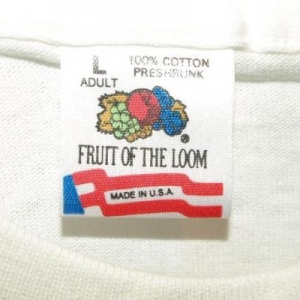 L 100% COTTON
ADULT PRESHRUNK
®
FRUIT OF THE LOOM
MADE IN U.S.A.